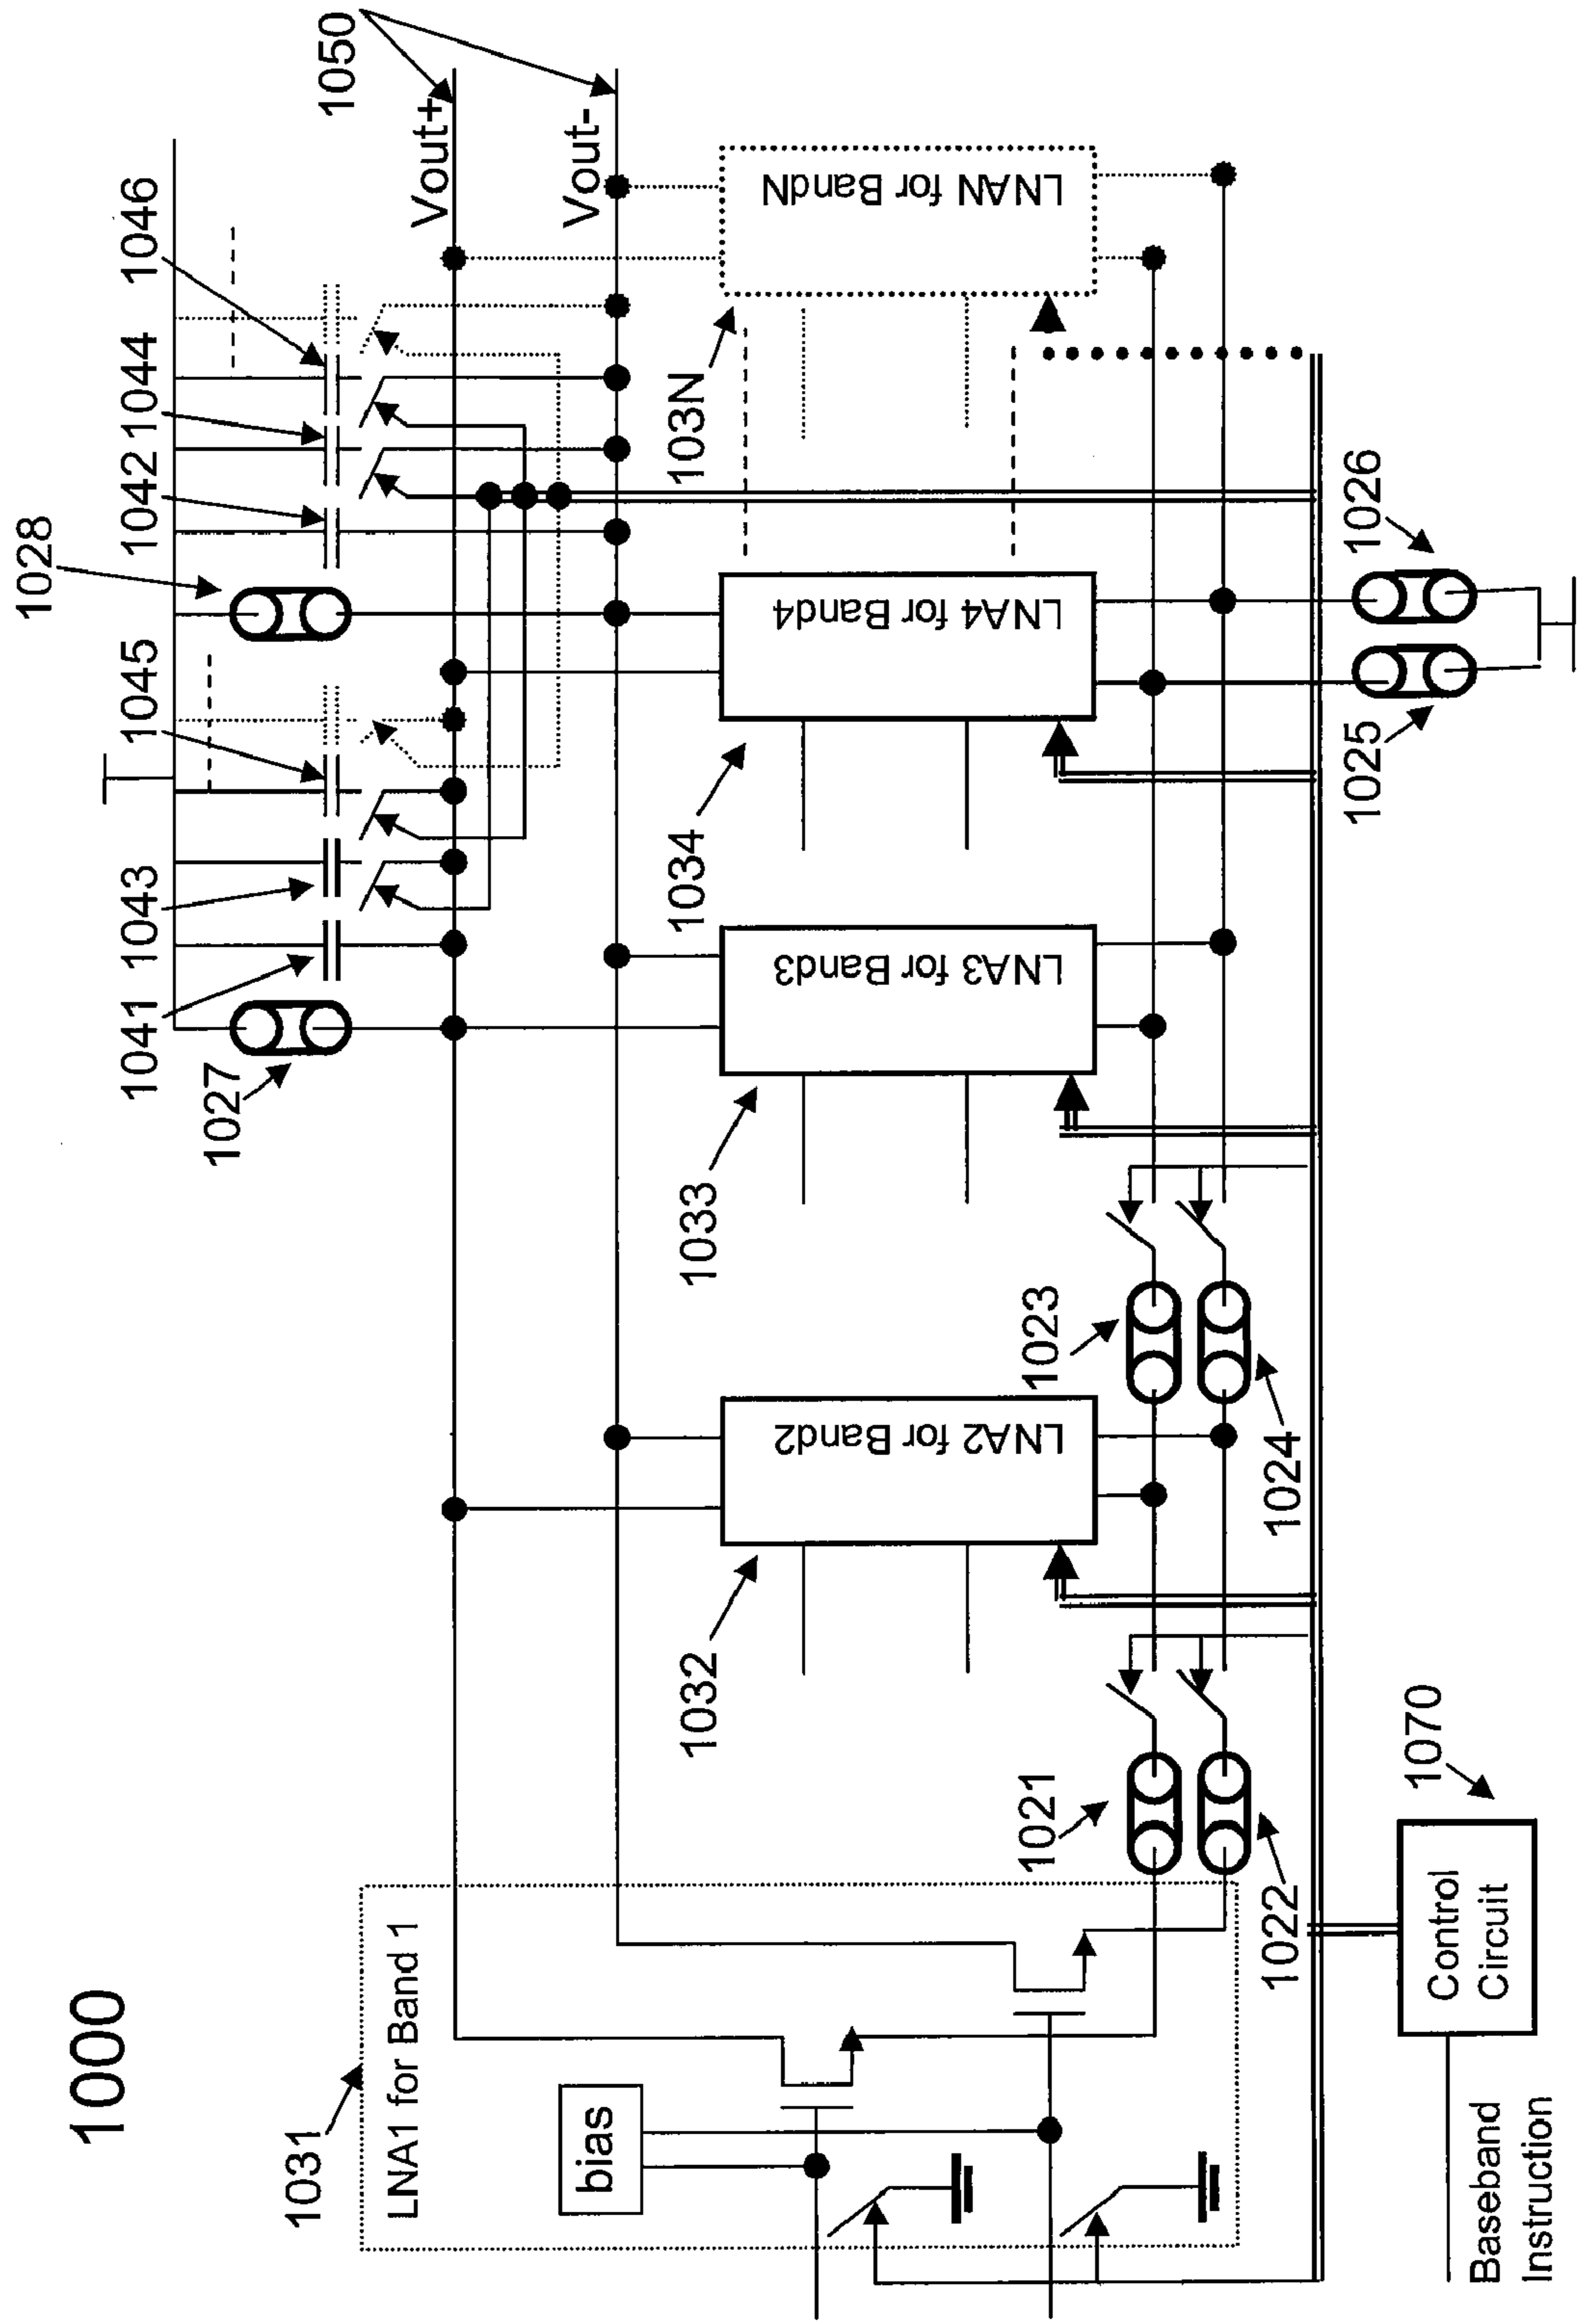 1000
1031
LNA1 for Band 1
bias
1028
1050
1041
1043
1045
1042
1044
1046
1027
Vout+
Vout-
1032
LNA2 for Band2
1033
LNA3 for Band3
1034
LNA4 for Band4
103N
LNAN for BandN
1021
1022
1023
1024
1025
1026
1070
Control
Circuit
Baseband
Instruction